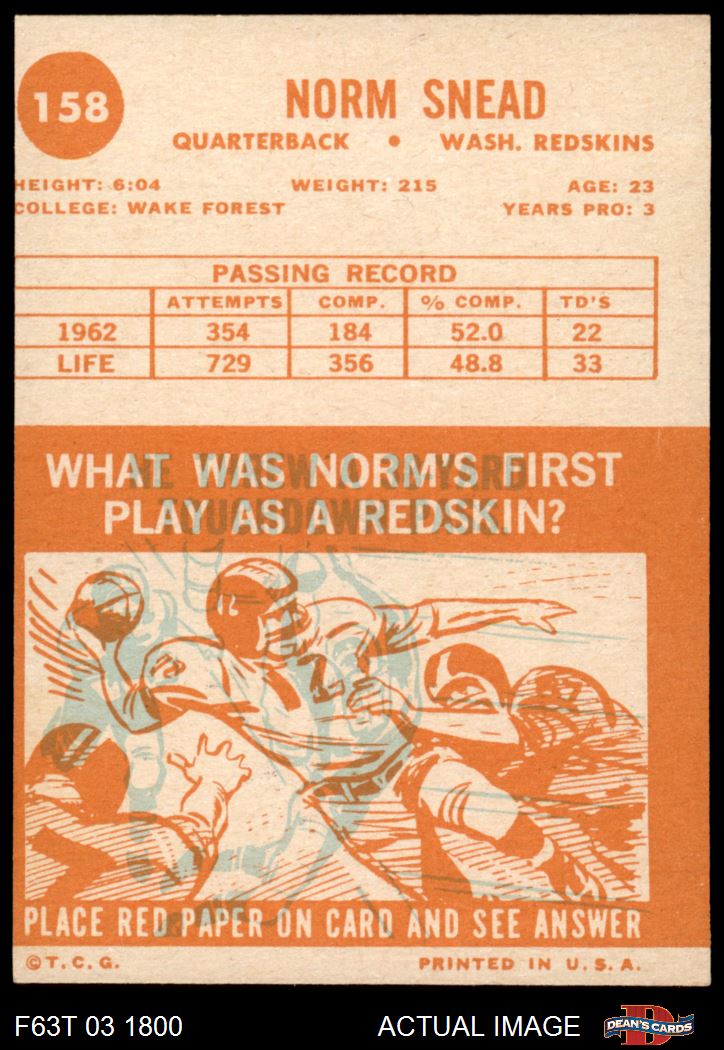 158
NORM SNEAD
QUARTERBACK • WASH. REDSKINS
HEIGHT: 6:04 WEIGHT: 215 AGE: 23
COLLEGE: WAKE FOREST YEARS PRO: 3
PASSING RECORD
ATTEMPTS COMP. % COMP. TD'S
1962 354 184 52.0 22
LIFE 729 356 48.8 33
WHAT WAS NORM'S FIRST
PLAY AS A REDSKIN?
HE THREW A
TOUCHDOWN
PLACE RED PAPER ON CARD AND SEE ANSWER
© T. C. G. PRINTED IN U. S. A.
F63T 03 1800 ACTUAL IMAGE D DEAN'S CARDS